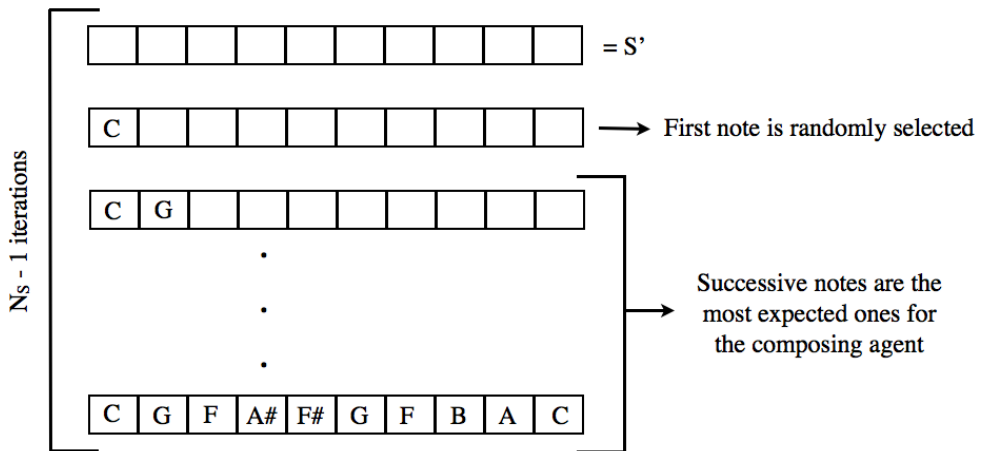 = S’
C
First note is randomly selected
C G
Successive notes are the
most expected ones for
the composing agent
C G F A# F# G F B A C
NS - 1 iterations